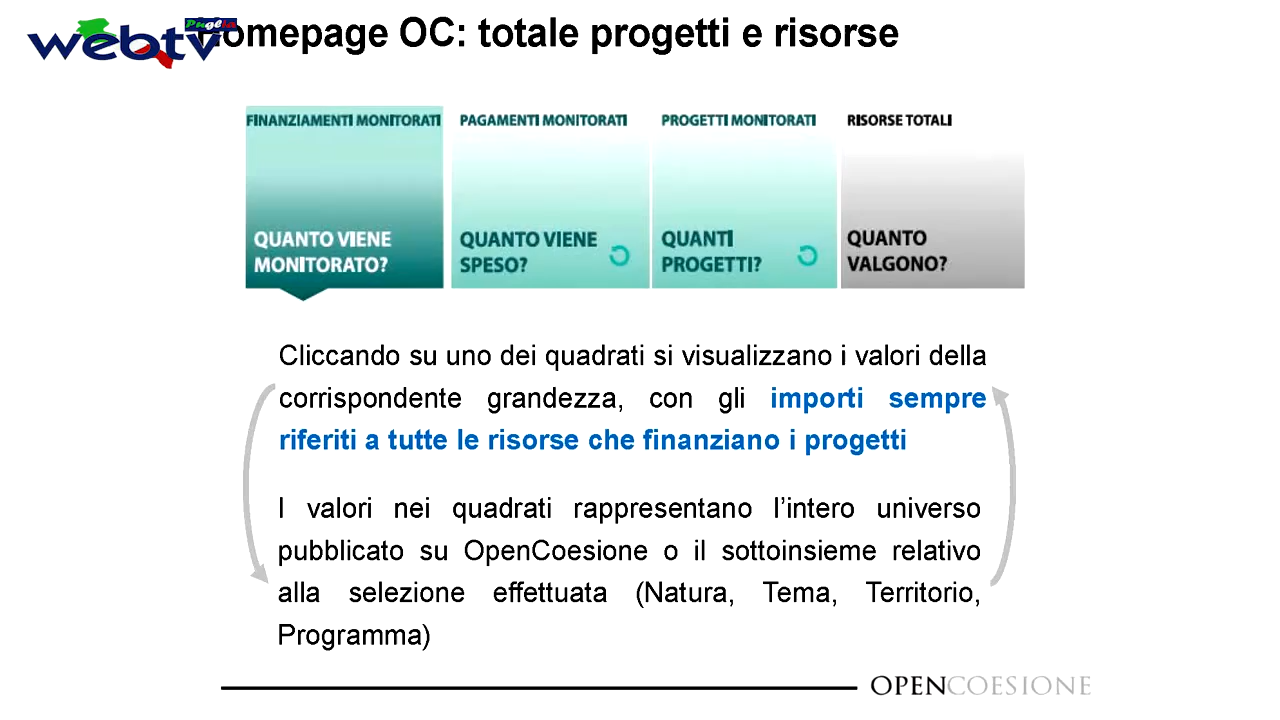 Puglia
webtv
Homepage OC: totale progetti e risorse
FINANZIAMENTI MONITORATI
PAGAMENTI MONITORATI
PROGETTI MONITORATI
RISORSE TOTALI
QUANTO VIENE
MONITORATO?
QUANTO VIENE
SPESO?
QUANTI
PROGETTI?
QUANTO
VALGONO?
Cliccando su uno dei quadrati si visualizzano i valori della
corrispondente grandezza, con gli importi sempre
riferiti a tutte le risorse che finanziano i progetti
I valori nei quadrati rappresentano l’intero universo
pubblicato su OpenCoesione o il sottoinsieme relativo
alla selezione effettuata (Natura, Tema, Territorio,
Programma)
OPENCOESIONE